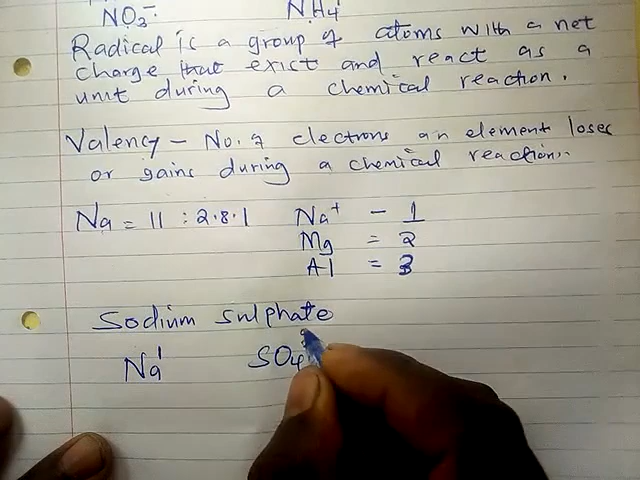 NO3⁻ NH4
Radical is a group of atoms with a net
charge, that exist and react as a
unit during a chemical reaction.
Valency - No. of electrons an element loses
or gains during a chemical reaction..
Na = 11 : 2.8.1 Na⁺ - 1
Mg = 2
Al = 3
Sodium sulphate
Na¹ SO4